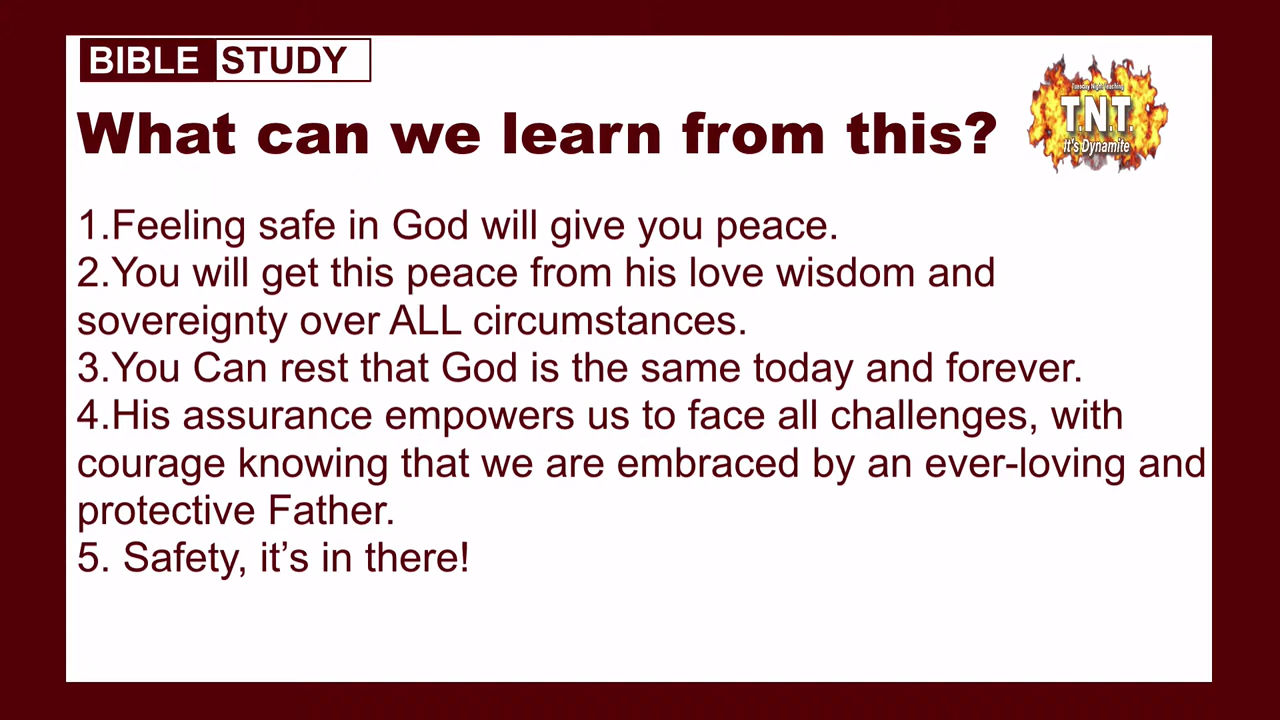 BIBLE STUDY
What can we learn from this?
Tuesday Night Teaching
T.N.T.
it's Dynamite
1.Feeling safe in God will give you peace.
2.You will get this peace from his love wisdom and
sovereignty over ALL circumstances.
3.You Can rest that God is the same today and forever.
4.His assurance empowers us to face all challenges, with
courage knowing that we are embraced by an ever-loving and
protective Father.
5. Safety, it’s in there!